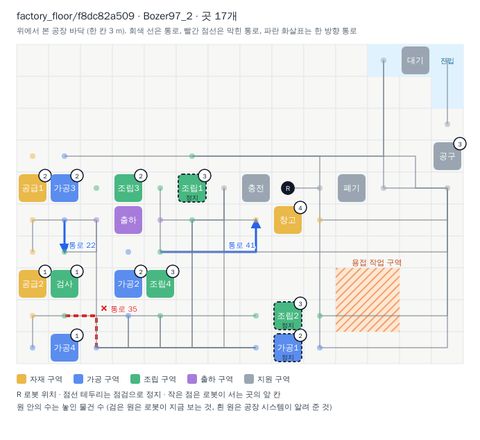 factory_floor/f8dc82a509 · Bozer97_2 · 곳 17개
위에서 본 공장 바닥 (한 칸 3 m). 회색 선은 통로, 빨간 점선은 막힌 통로, 파란 화살표는 한 방향 통로
대기
진입
공구 3
공급1 2
가공3 2
조립3 2
조립1 3
정지
충전
R
폐기
출하
창고 4
통로 22
통로 41
용접 작업 구역
공급2 1
검사 1
가공2 2
조립4 3
통로 35
조립2 3
정지
가공4 1
가공1 2
정지
자재 구역
가공 구역
조립 구역
출하 구역
지원 구역
R 로봇 위치 · 점선 테두리는 점검으로 정지 · 작은 점은 로봇이 서는 곳의 앞 칸
원 안의 수는 놓인 물건 수 (검은 원은 로봇이 지금 보는 것, 흰 원은 공장 시스템이 알려 준 것)